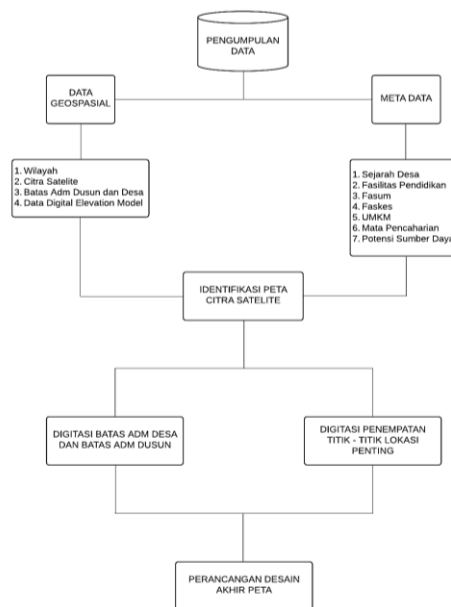 PENGUMPULAN
DATA
DATA
GEOSPASIAL
META DATA
1. Wilayah
2. Citra Satelite
3. Batas Adm Dusun dan Desa
4. Data Digital Elevation Model
1. Sejarah Desa
2. Fasilitas Pendidikan
3. Fasum
4. Faskes
5. UMKM
6. Mata Pencaharian
7. Potensi Sumber Daya
IDENTIFIKASI PETA
CITRA SATELITE
DIGITASI BATAS ADM DESA
DAN BATAS ADM DUSUN
DIGITASI PENEMPATAN
TITIK - TITIK LOKASI
PENTING
PERANCANGAN DESAIN
AKHIR PETA